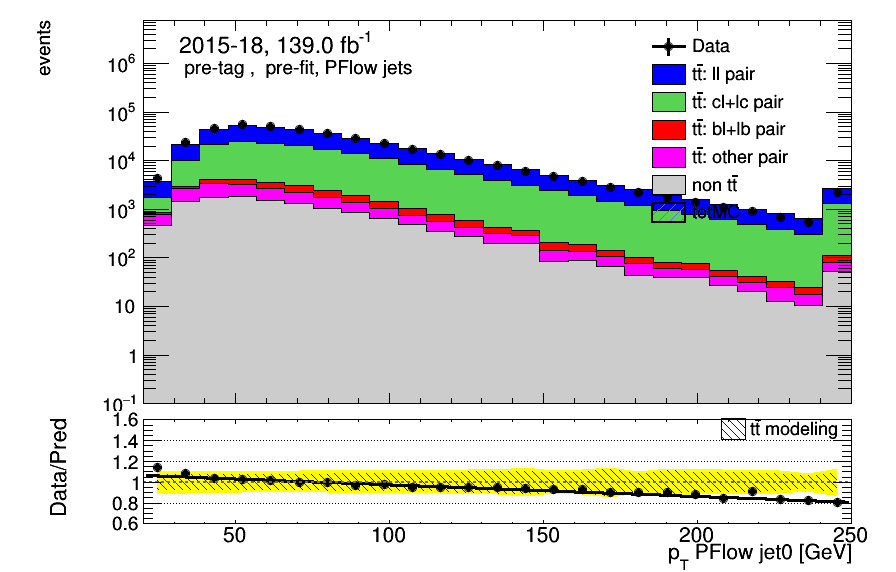 events
2015-18, 139.0 fb⁻¹
pre-tag , pre-fit, PFlow jets
Data
tt̄: ll pair
tt̄: cl+lc pair
tt̄: bl+lb pair
tt̄: other pair
non tt̄
totMC
10⁶
10⁵
10⁴
10³
10²
10
1
10⁻¹
Data/Pred
tt̄ modeling
1.6
1.4
1.2
1
0.8
0.6
50
100
150
200
250
p_T PFlow jet0 [GeV]